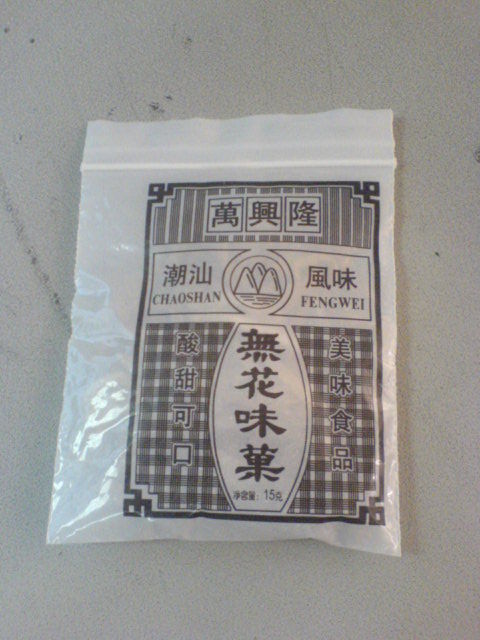 萬興隆
潮汕 風味
CHAOSHAN FENGWEI
酸甜可口
無花味菓
美味食品
净含量：15克